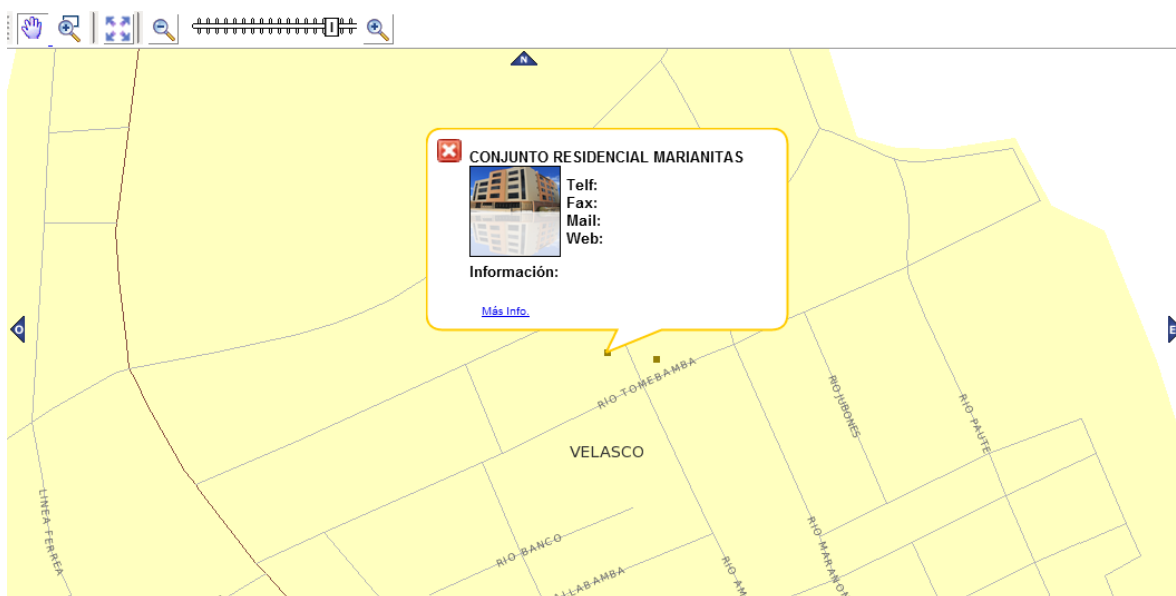 N
CONJUNTO RESIDENCIAL MARIANITAS
Telf:
Fax:
Mail:
Web:
Información:
Más Info.
O
E
RIO TOMEBAMBA
RIO JUBONES
RIO PAUTE
VELASCO
LINEA FERREA
RIO BANCO
RIO MARAÑON